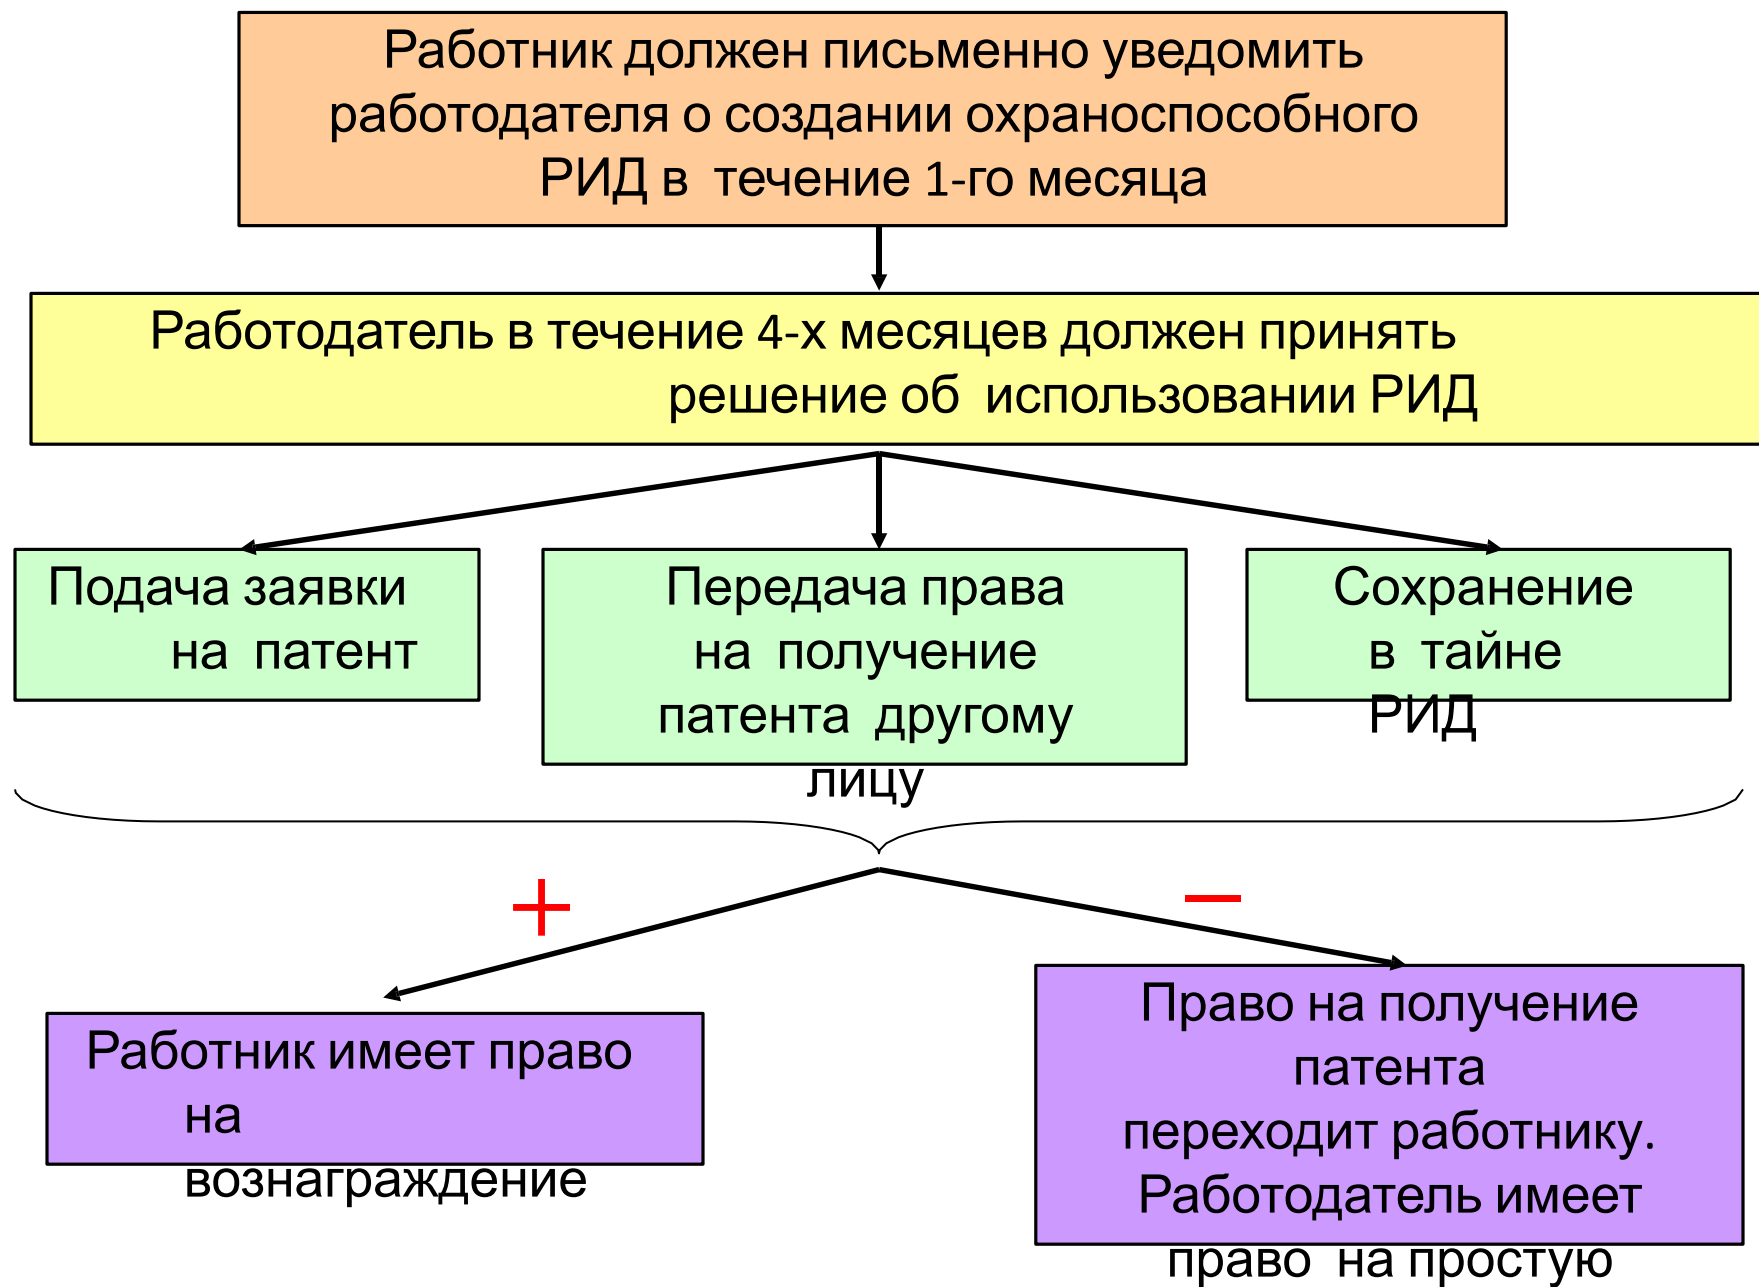 Работник должен письменно уведомить
работодателя о создании охраноспособного
РИД в течение 1-го месяца
Работодатель в течение 4-х месяцев должен принять
решение об использовании РИД
Подача заявки
на патент
Передача права
на получение
патента другому
лицу
Сохранение
в тайне
РИД
+
−
Работник имеет право
на
вознаграждение
Право на получение
патента
переходит работнику.
Работодатель имеет
право на простую